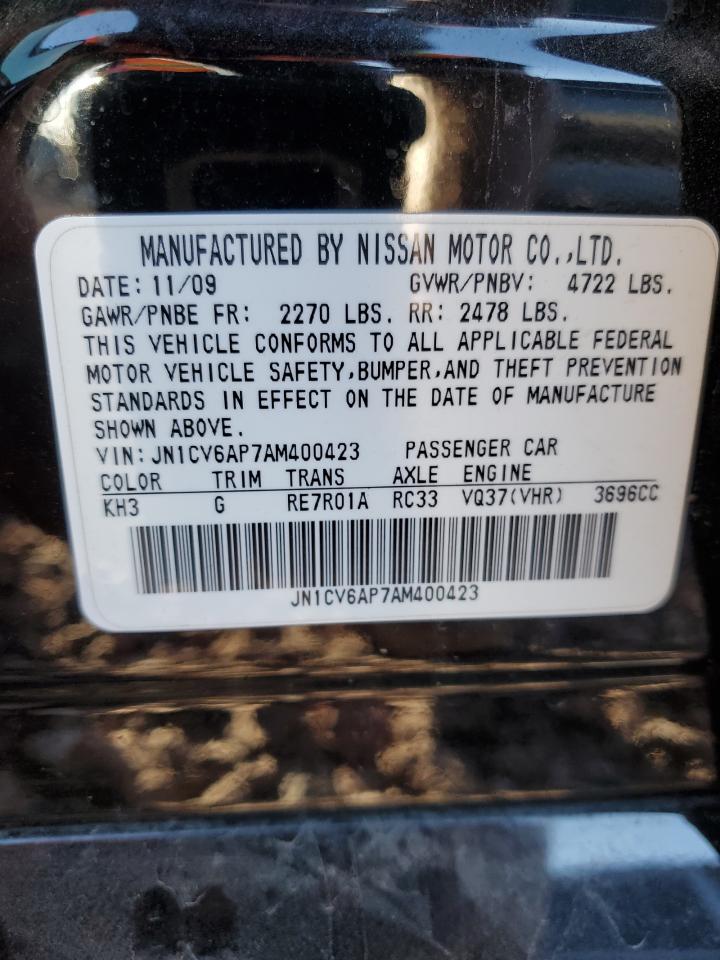 MANUFACTURED BY NISSAN MOTOR CO.,LTD.
DATE: 11/09 GVWR/PNBV: 4722 LBS.
GAWR/PNBE FR: 2270 LBS. RR: 2478 LBS.
THIS VEHICLE CONFORMS TO ALL APPLICABLE FEDERAL
MOTOR VEHICLE SAFETY,BUMPER,AND THEFT PREVENTION
STANDARDS IN EFFECT ON THE DATE OF MANUFACTURE
SHOWN ABOVE.
VIN: JN1CV6AP7AM400423 PASSENGER CAR
COLOR TRIM TRANS AXLE ENGINE
KH3 G RE7R01A RC33 VQ37(VHR) 3696CC
JN1CV6AP7AM400423